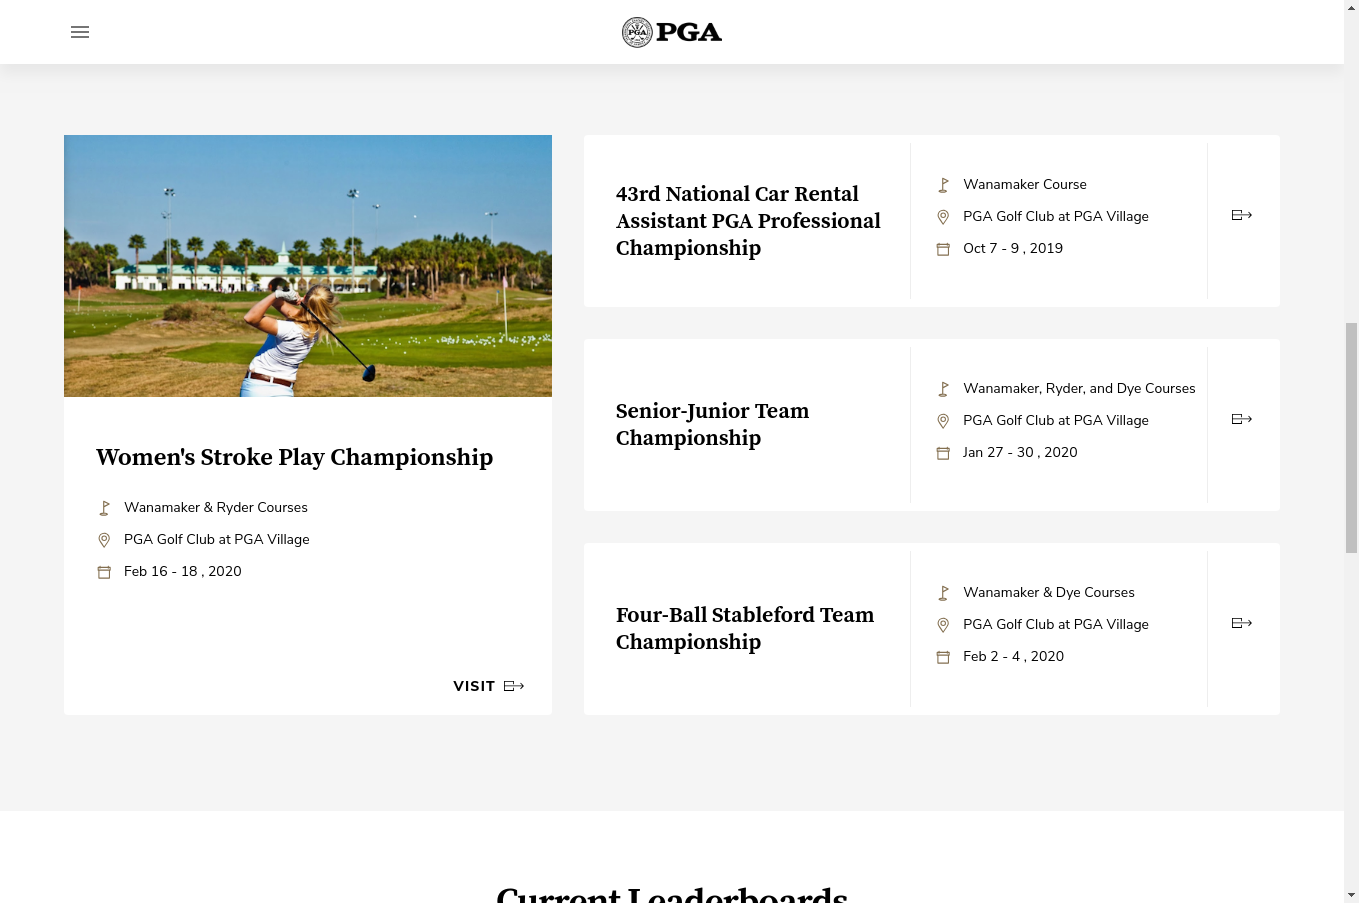 PGA
Women's Stroke Play Championship
Wanamaker & Ryder Courses
PGA Golf Club at PGA Village
Feb 16 - 18 , 2020
VISIT
43rd National Car Rental
Assistant PGA Professional
Championship
Wanamaker Course
PGA Golf Club at PGA Village
Oct 7 - 9 , 2019
Senior-Junior Team
Championship
Wanamaker, Ryder, and Dye Courses
PGA Golf Club at PGA Village
Jan 27 - 30 , 2020
Four-Ball Stableford Team
Championship
Wanamaker & Dye Courses
PGA Golf Club at PGA Village
Feb 2 - 4 , 2020
Current Leaderboards